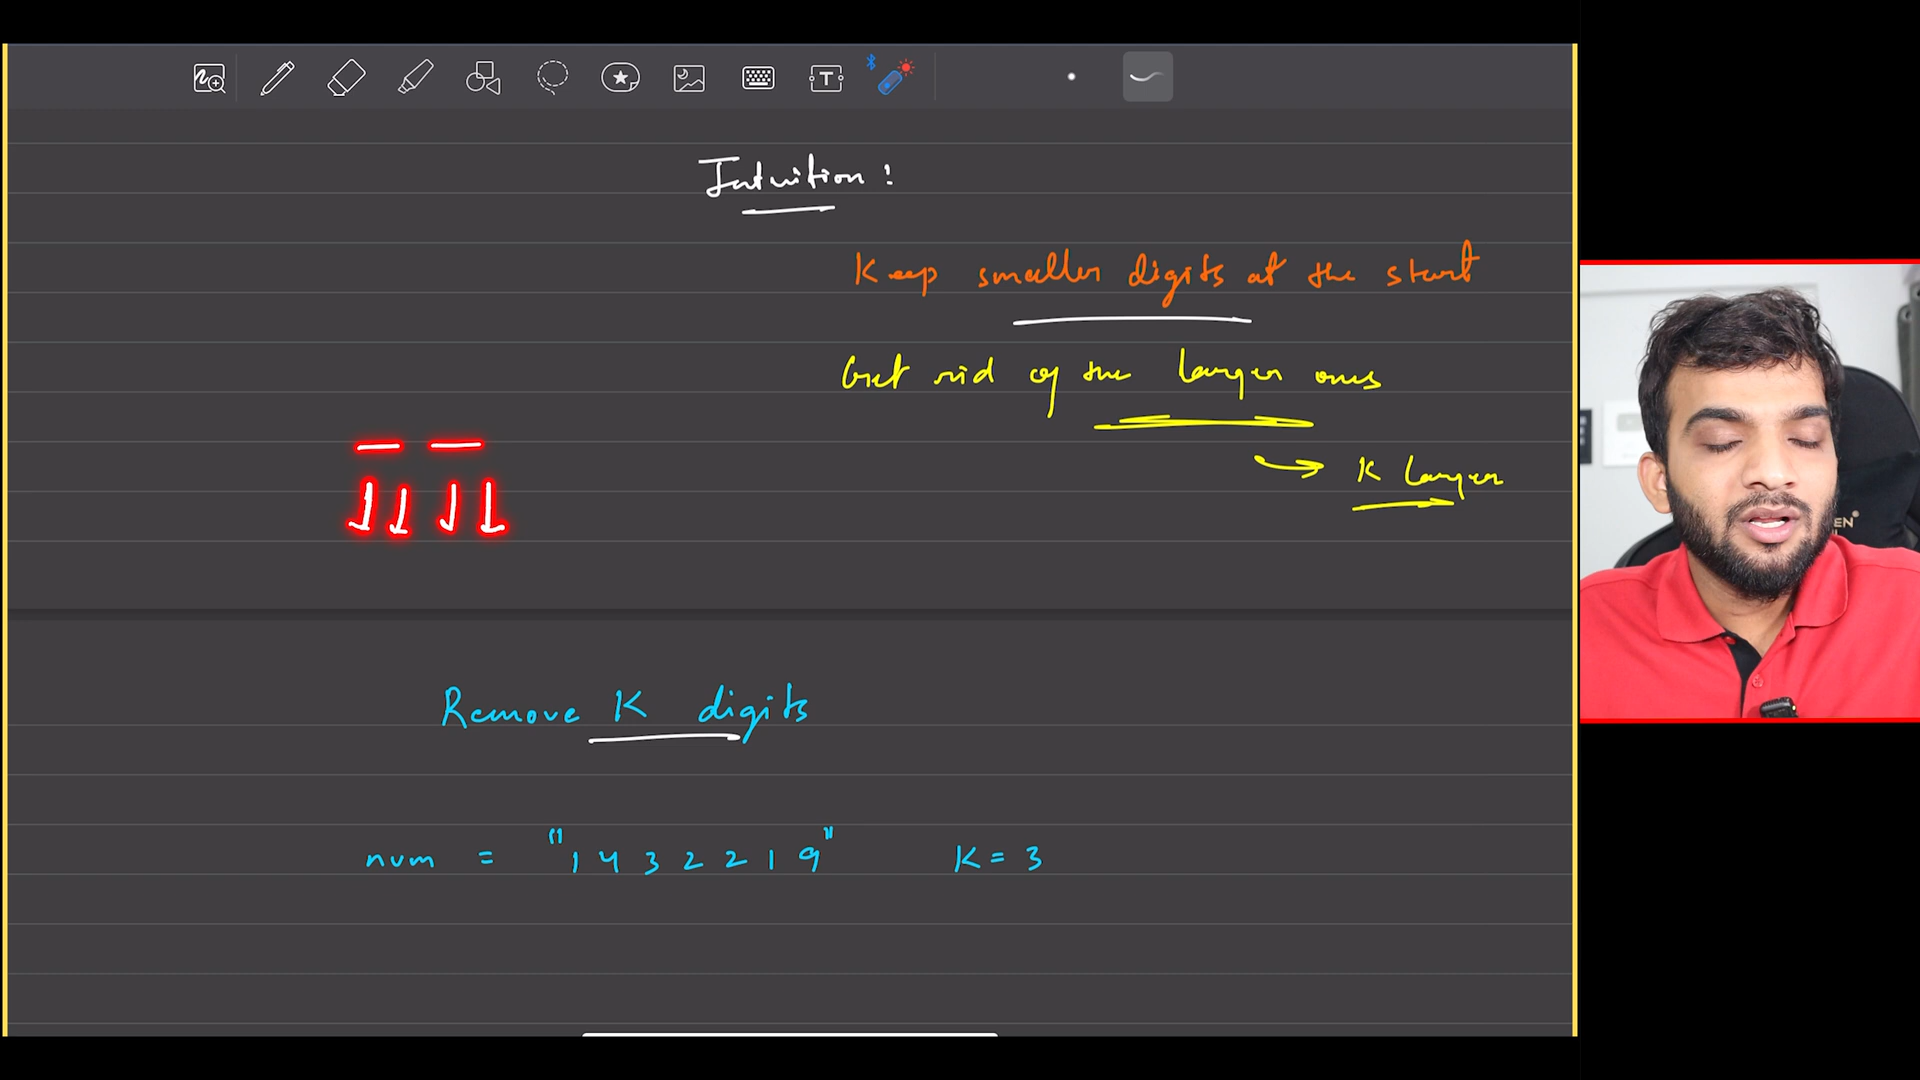 Intuition :
Keep smaller digits at the start
Get rid of the larger ones
K larger
Remove K digits
num = "1432219" K = 3
EN